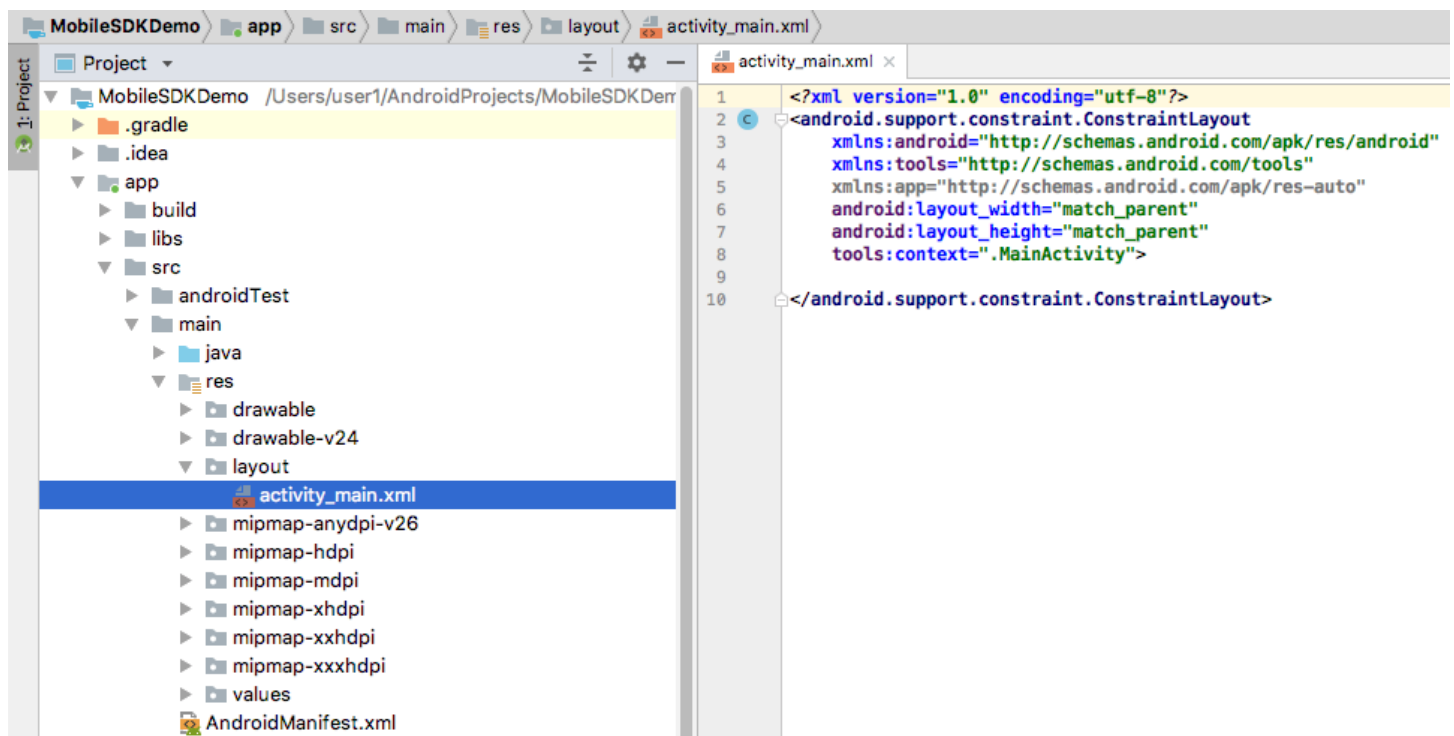 MobileSDKDemo app src main res layout activity_main.xml
1: Project
Project
activity_main.xml
MobileSDKDemo /Users/user1/AndroidProjects/MobileSDKDem
.gradle
.idea
app
build
libs
src
androidTest
main
java
res
drawable
drawable-v24
layout
activity_main.xml
mipmap-anydpi-v26
mipmap-hdpi
mipmap-mdpi
mipmap-xhdpi
mipmap-xxhdpi
mipmap-xxxhdpi
values
AndroidManifest.xml
1 <?xml version="1.0" encoding="utf-8"?>
2 C <android.support.constraint.ConstraintLayout
3 xmlns:android="http://schemas.android.com/apk/res/android"
4 xmlns:tools="http://schemas.android.com/tools"
5 xmlns:app="http://schemas.android.com/apk/res-auto"
6 android:layout_width="match_parent"
7 android:layout_height="match_parent"
8 tools:context=".MainActivity">
9
10 </android.support.constraint.ConstraintLayout>